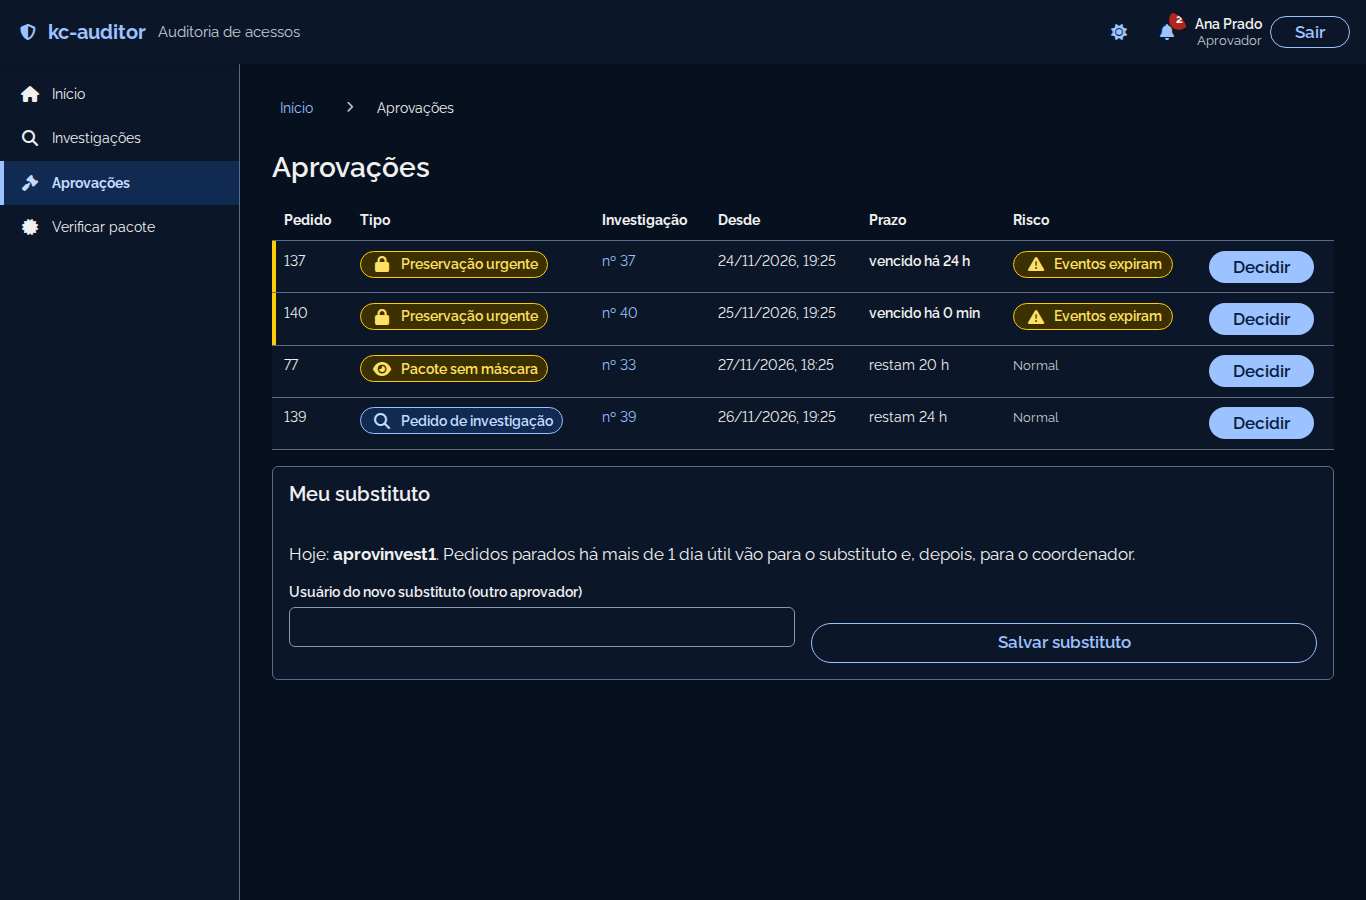 kc-auditor Auditoria de acessos
2
Ana Prado
Aprovador
Sair
Início
Investigações
Aprovações
Verificar pacote
Início > Aprovações
Aprovações
Pedido Tipo Investigação Desde Prazo Risco
137 Preservação urgente nº 37 24/11/2026, 19:25 vencido há 24 h Eventos expiram Decidir
140 Preservação urgente nº 40 25/11/2026, 19:25 vencido há 0 min Eventos expiram Decidir
77 Pacote sem máscara nº 33 27/11/2026, 18:25 restam 20 h Normal Decidir
139 Pedido de investigação nº 39 26/11/2026, 19:25 restam 24 h Normal Decidir
Meu substituto
Hoje: aprovinvest1. Pedidos parados há mais de 1 dia útil vão para o substituto e, depois, para o coordenador.
Usuário do novo substituto (outro aprovador)
Salvar substituto